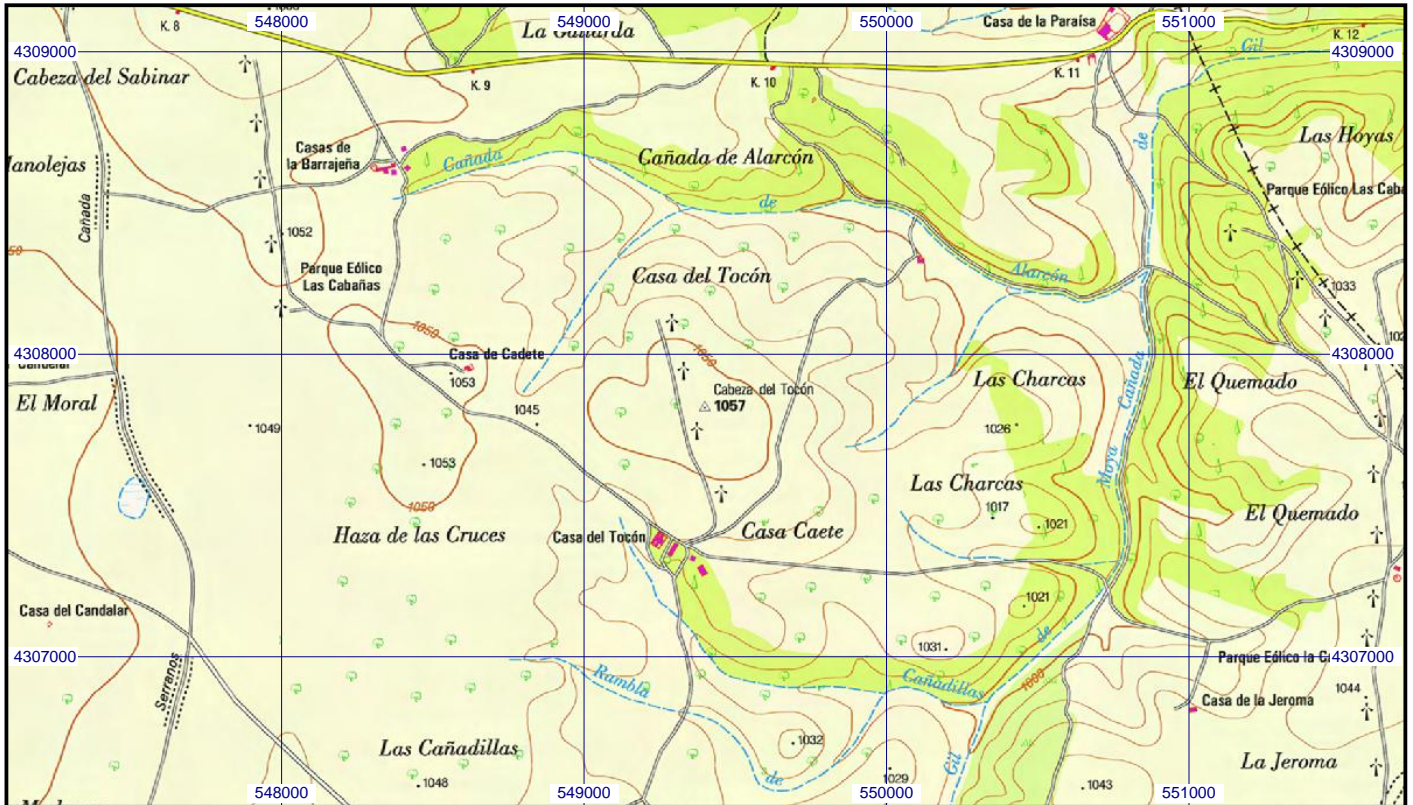 548000
549000
550000
551000
K. 8
La Gallarda
Casa de la Paraísa
K. 12
4309000
Gil
4309000
Cabeza del Sabinar
K. 9
K. 10
K. 11
Casas de
la Barrajeña
Cañada
Cañada de Alarcón
de
Las Hoyas
Manolejas
Parque Eólico Las Caba
Cañada
de
1052
Parque Eólico
Las Cabañas
Casa del Tocón
Alarcón
1033
1050
1050
4308000
Casa de Cadete
1053
Cabeza del Tocón
1057
Las Charcas
Cañada
El Quemado
4308000
El Moral
1045
1049
1026
1053
Moya
1050
Las Charcas
1017
1021
El Quemado
Haza de las Cruces
Casa del Tocón
Casa Caete
Casa del Candalar
1021
de
1031
4307000
Parque Eólico la Ca
4307000
Serranos
Rambla
Cañadillas
1000
Casa de la Jeroma
1044
Las Cañadillas
1032
Gil
La Jeroma
1048
de
1029
1043
548000
549000
550000
551000